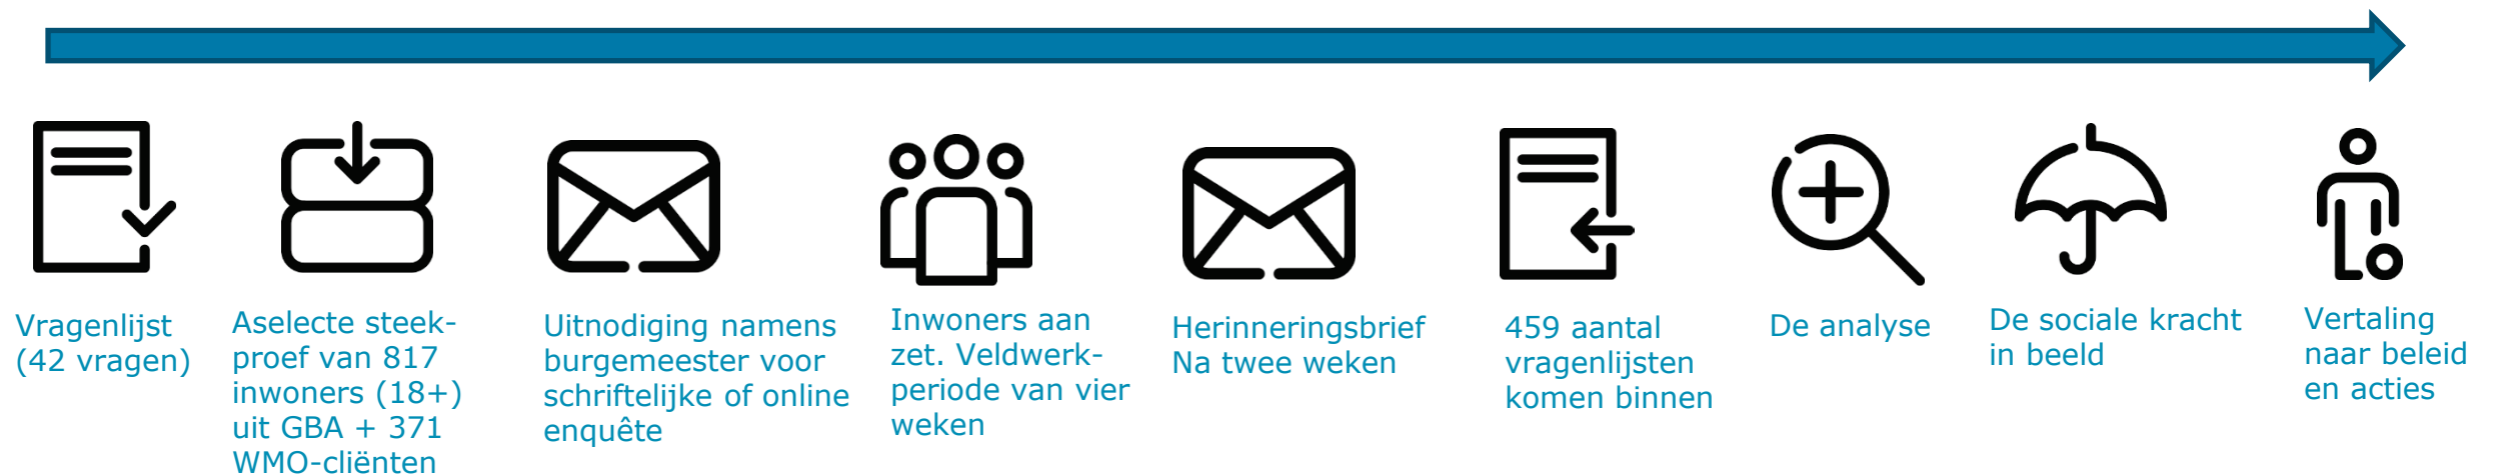 Vragenlijst
(42 vragen)
Aselecte steek-
proef van 817
inwoners (18+)
uit GBA + 371
WMO-cliënten
Uitnodiging namens
burgemeester voor
schriftelijke of online
enquête
Inwoners aan
zet. Veldwerk-
periode van vier
weken
Herinneringsbrief
Na twee weken
459 aantal
vragenlijsten
komen binnen
De analyse
De sociale kracht
in beeld
Vertaling
naar beleid
en acties